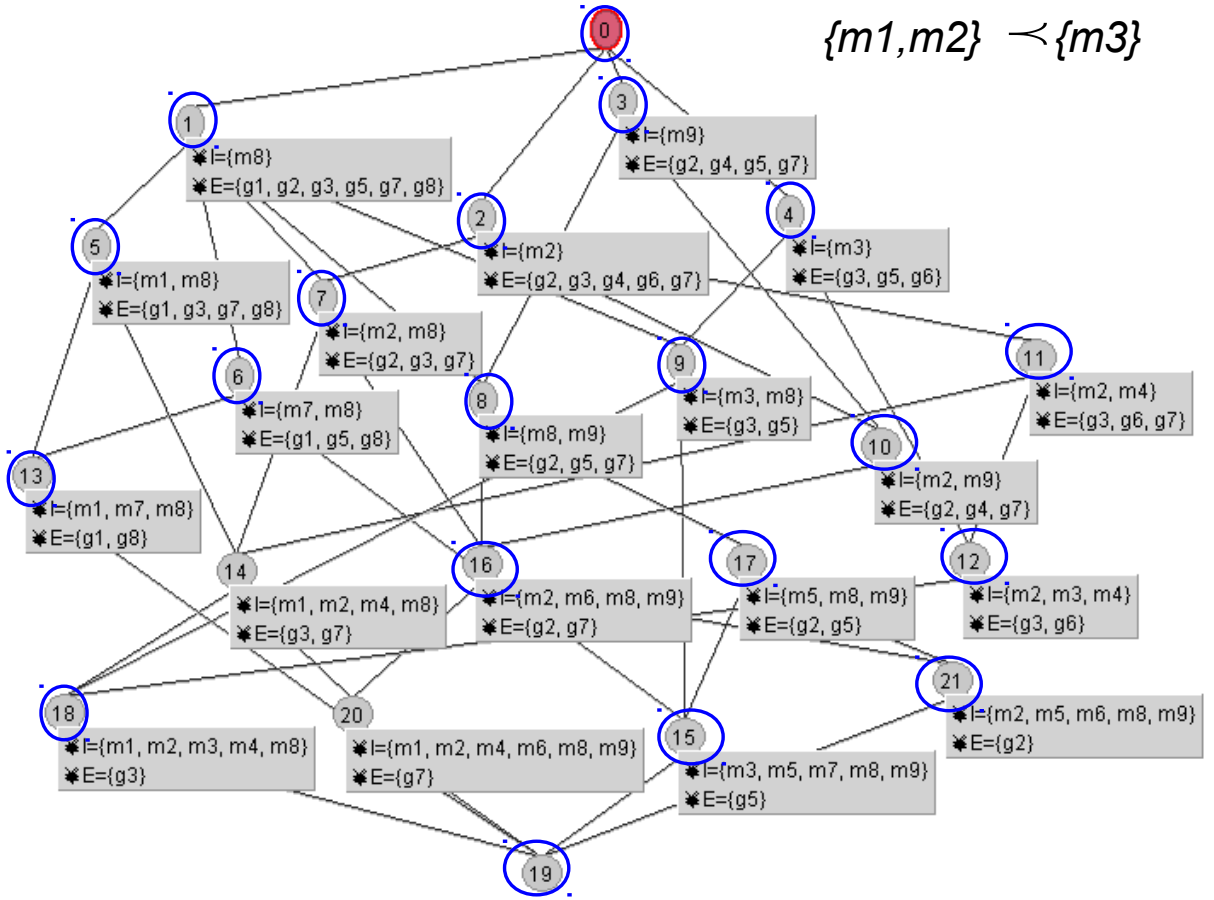 {m1,m2} ≺ {m3}
0
3
I={m9}
E={g2, g4, g5, g7}
1
I={m8}
E={g1, g2, g3, g5, g7, g8}
2
I={m2}
E={g2, g3, g4, g6, g7}
4
I={m3}
E={g3, g5, g6}
5
I={m1, m8}
E={g1, g3, g7, g8}
7
I={m2, m8}
E={g2, g3, g7}
6
I={m7, m8}
E={g1, g5, g8}
8
I={m8, m9}
E={g2, g5, g7}
9
I={m3, m8}
E={g3, g5}
11
I={m2, m4}
E={g3, g6, g7}
10
I={m2, m9}
E={g2, g4, g7}
13
I={m1, m7, m8}
E={g1, g8}
14
I={m1, m2, m4, m8}
E={g3, g7}
16
I={m2, m6, m8, m9}
E={g2, g7}
17
I={m5, m8, m9}
E={g2, g5}
12
I={m2, m3, m4}
E={g3, g6}
18
I={m1, m2, m3, m4, m8}
E={g3}
20
I={m1, m2, m4, m6, m8, m9}
E={g7}
15
I={m3, m5, m7, m8, m9}
E={g5}
21
I={m2, m5, m6, m8, m9}
E={g2}
19